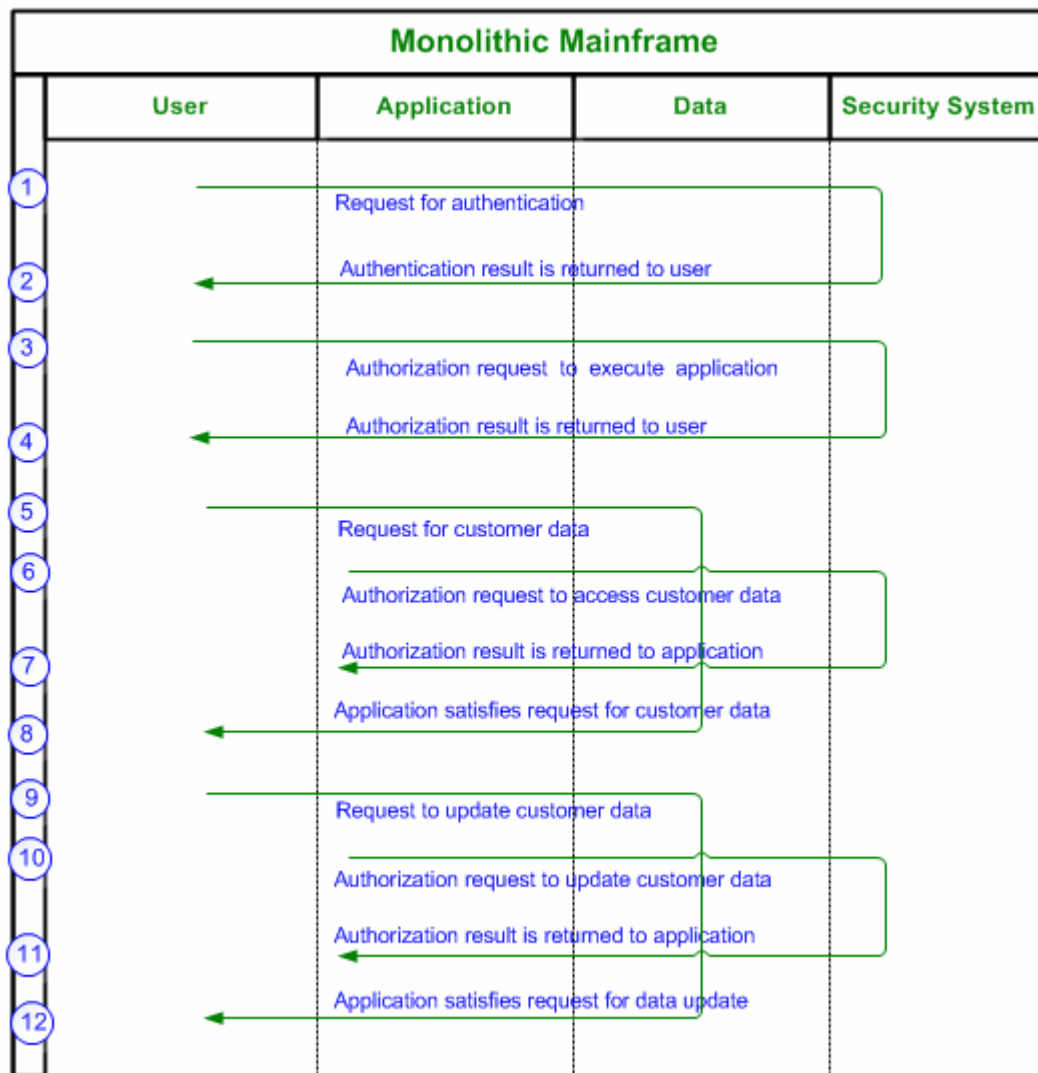 Monolithic Mainframe
User Application Data Security System
1
Request for authentication
Authentication result is returned to user
2
3
Authorization request to execute application
Authorization result is returned to user
4
5
Request for customer data
6
Authorization request to access customer data
Authorization result is returned to application
7
Application satisfies request for customer data
8
9
Request to update customer data
10
Authorization request to update customer data
Authorization result is returned to application
11
Application satisfies request for data update
12